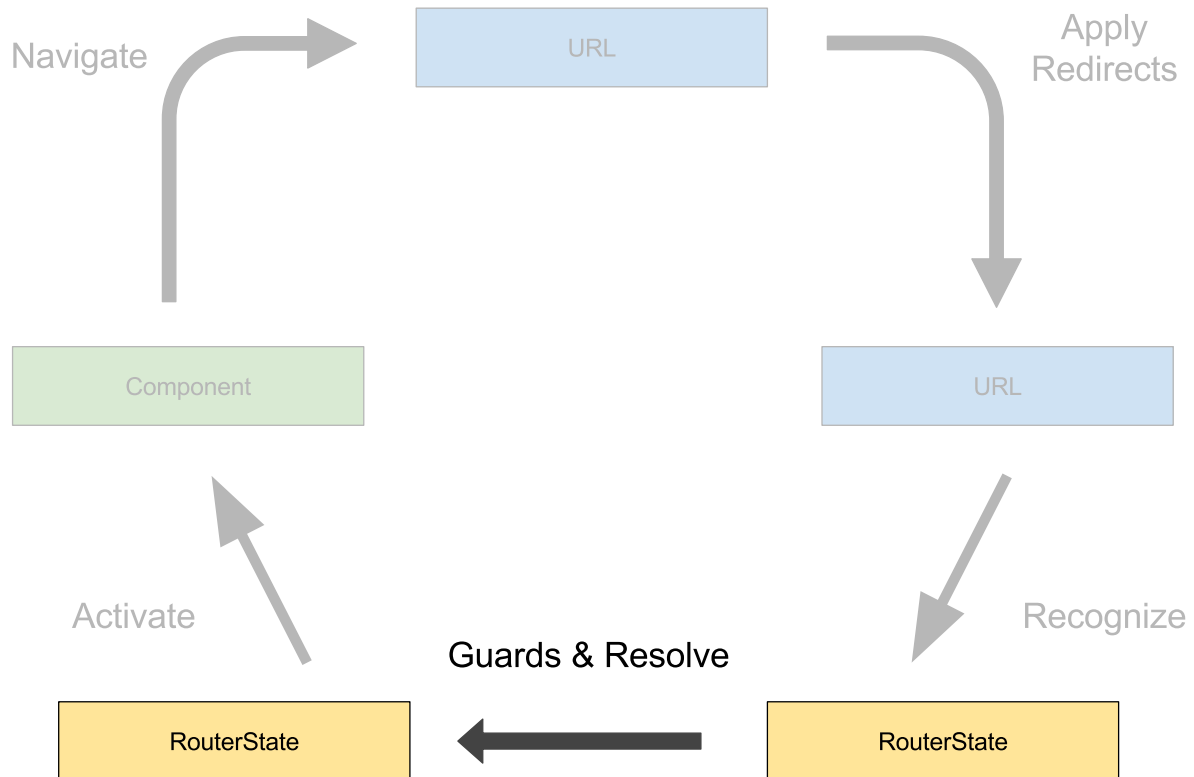 Navigate
URL
Apply
Redirects
Component
URL
Activate
Recognize
Guards & Resolve
RouterState
RouterState